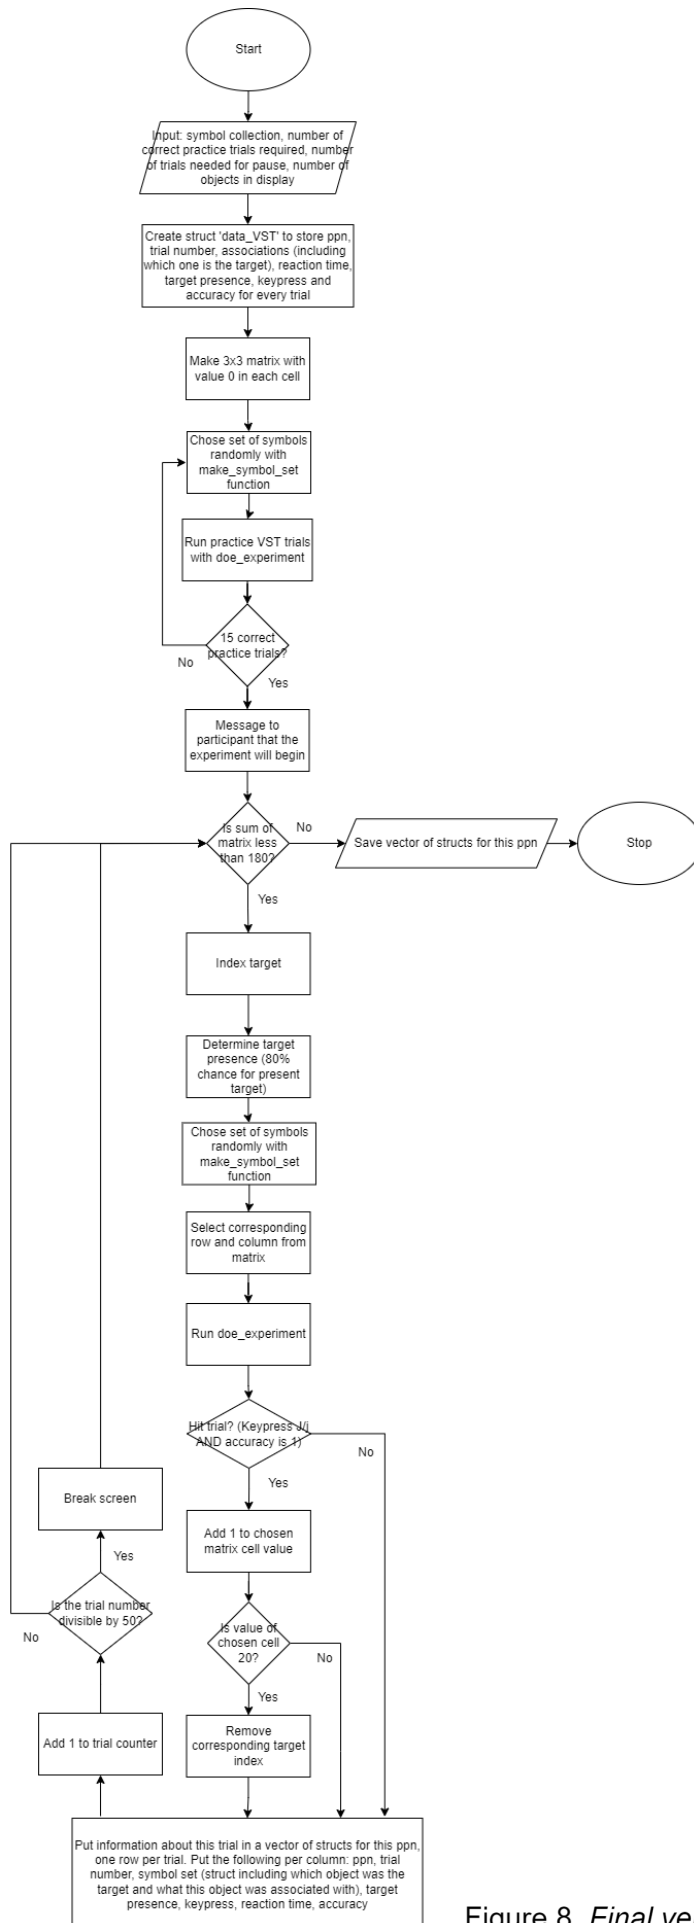 Start
Input: symbol collection, number of
correct practice trials required, number
of trials needed for pause, number of
objects in display
Create struct 'data_VST' to store ppn,
trial number, associations (including
which one is the target), reaction time,
target presence, keypress and
accuracy for every trial
Make 3x3 matrix with
value 0 in each cell
Chose set of symbols
randomly with
make_symbol_set
function
Run practice VST trials
with doe_experiment
15 correct
practice trials?
No
Yes
Message to
participant that the
experiment will begin
Is sum of
matrix less
than 180?
No
Save vector of structs for this ppn
Stop
Yes
Index target
Determine target
presence (80%
chance for present
target)
Chose set of symbols
randomly with
make_symbol_set
function
Select corresponding
row and column from
matrix
Run doe_experiment
Hit trial? (Keypress J/j
AND accuracy is 1)
No
Yes
Add 1 to chosen
matrix cell value
Is value of
chosen cell
20?
No
Yes
Remove
corresponding target
index
Put information about this trial in a vector of structs for this ppn,
one row per trial. Put the following per column: ppn, trial
number, symbol set (struct including which object was the
target and what this object was associated with), target
presence, keypress, reaction time, accuracy
Add 1 to trial counter
Is the trial number
divisible by 50?
No
Yes
Break screen
Figure 8. Final ve